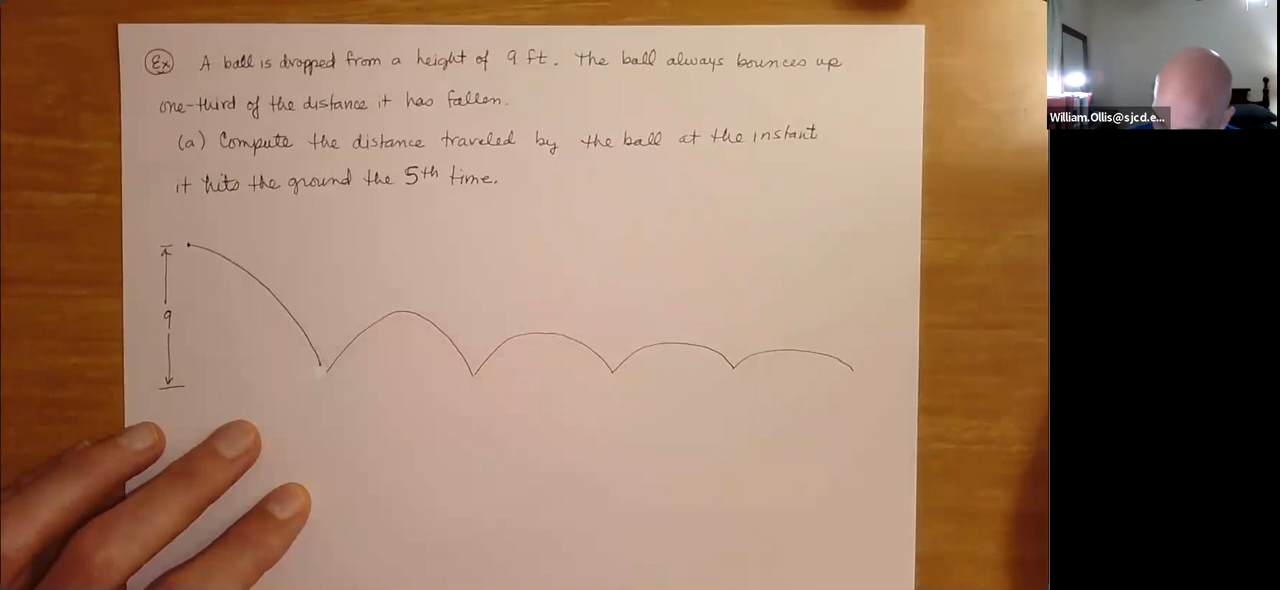 Ex A ball is dropped from a height of 9 ft. The ball always bounces up
one-third of the distance it has fallen.
(a) Compute the distance traveled by the ball at the instant
it hits the ground the 5th time.
9
William.Ollis@sjcd.e...